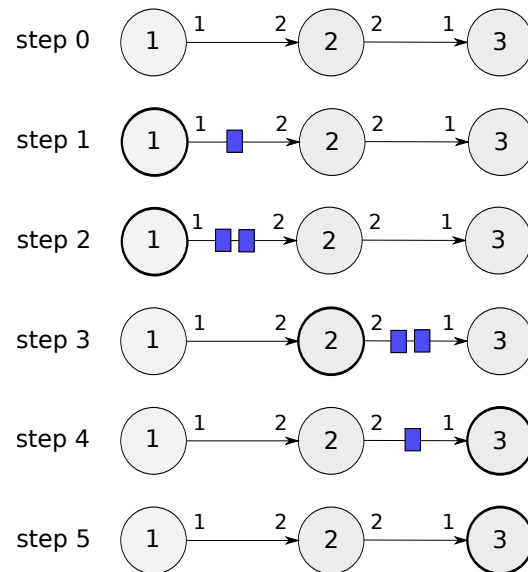 step 0 1 1 2 2 2 1 3
step 1 1 1 2 2 2 1 3
step 2 1 1 2 2 2 1 3
step 3 1 1 2 2 2 1 3
step 4 1 1 2 2 2 1 3
step 5 1 1 2 2 2 1 3